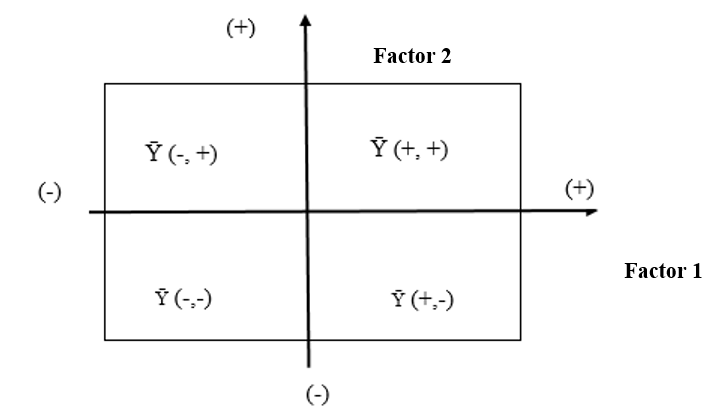 (+)
Factor 2
Ȳ (-, +)
Ȳ (+, +)
(-)
(+)
Factor 1
Ȳ (-,-)
Ȳ (+,-)
(-)